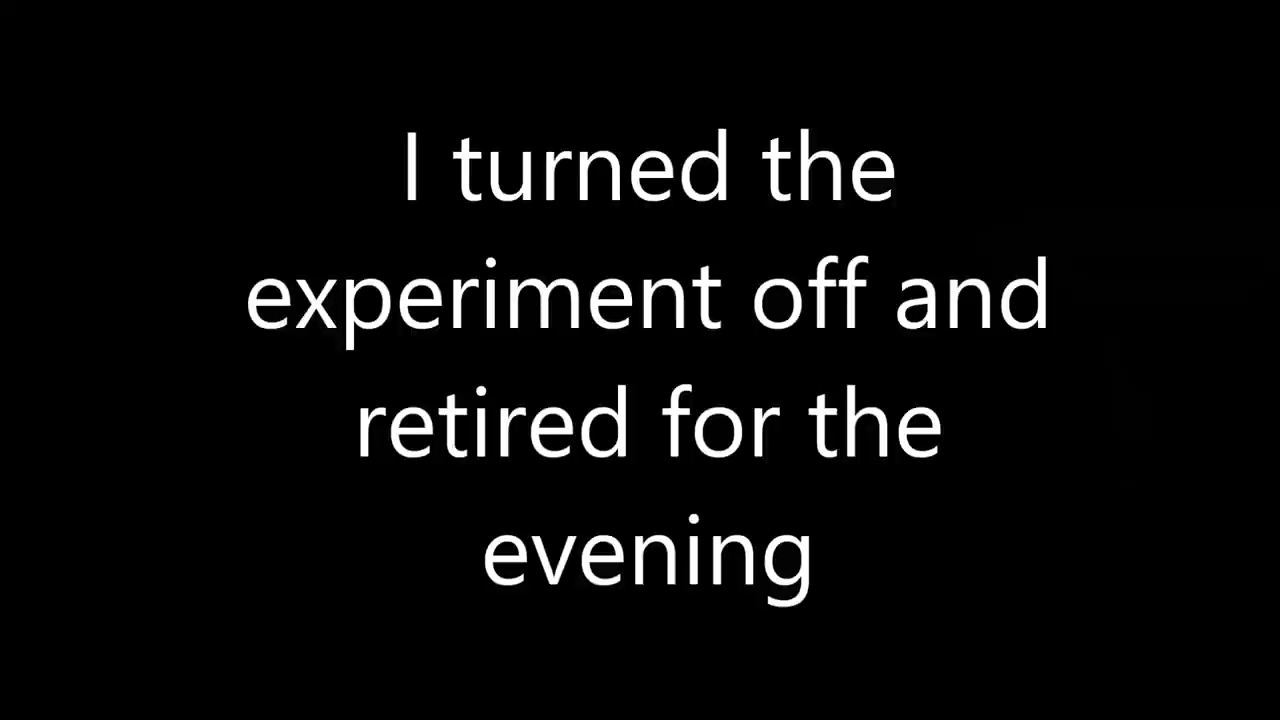 I turned the
experiment off and
retired for the
evening